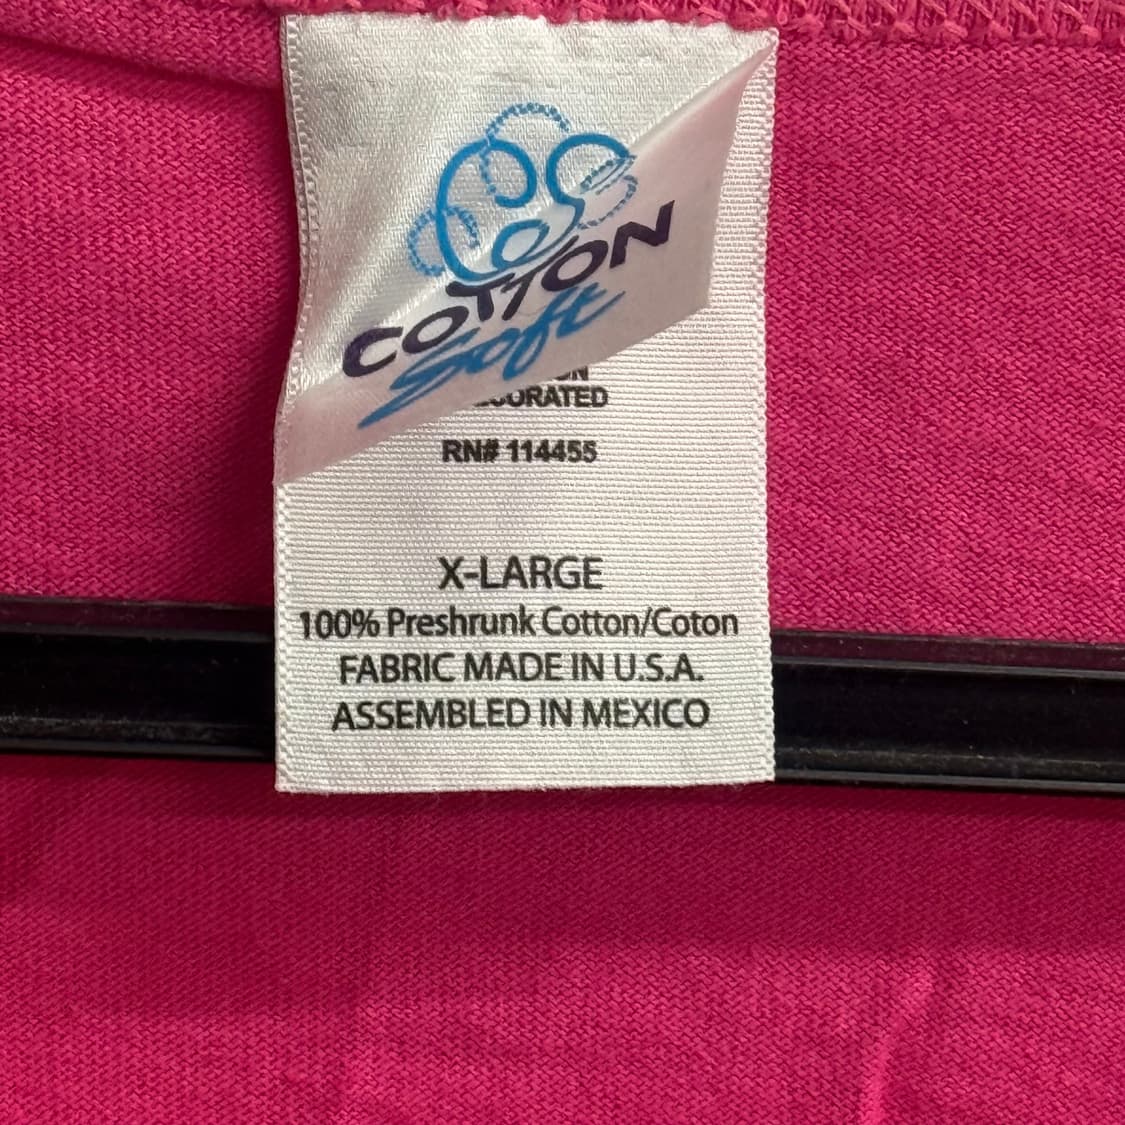 COTTON
Soft
RN# 114455
X-LARGE
100% Preshrunk Cotton/Coton
FABRIC MADE IN U.S.A.
ASSEMBLED IN MEXICO